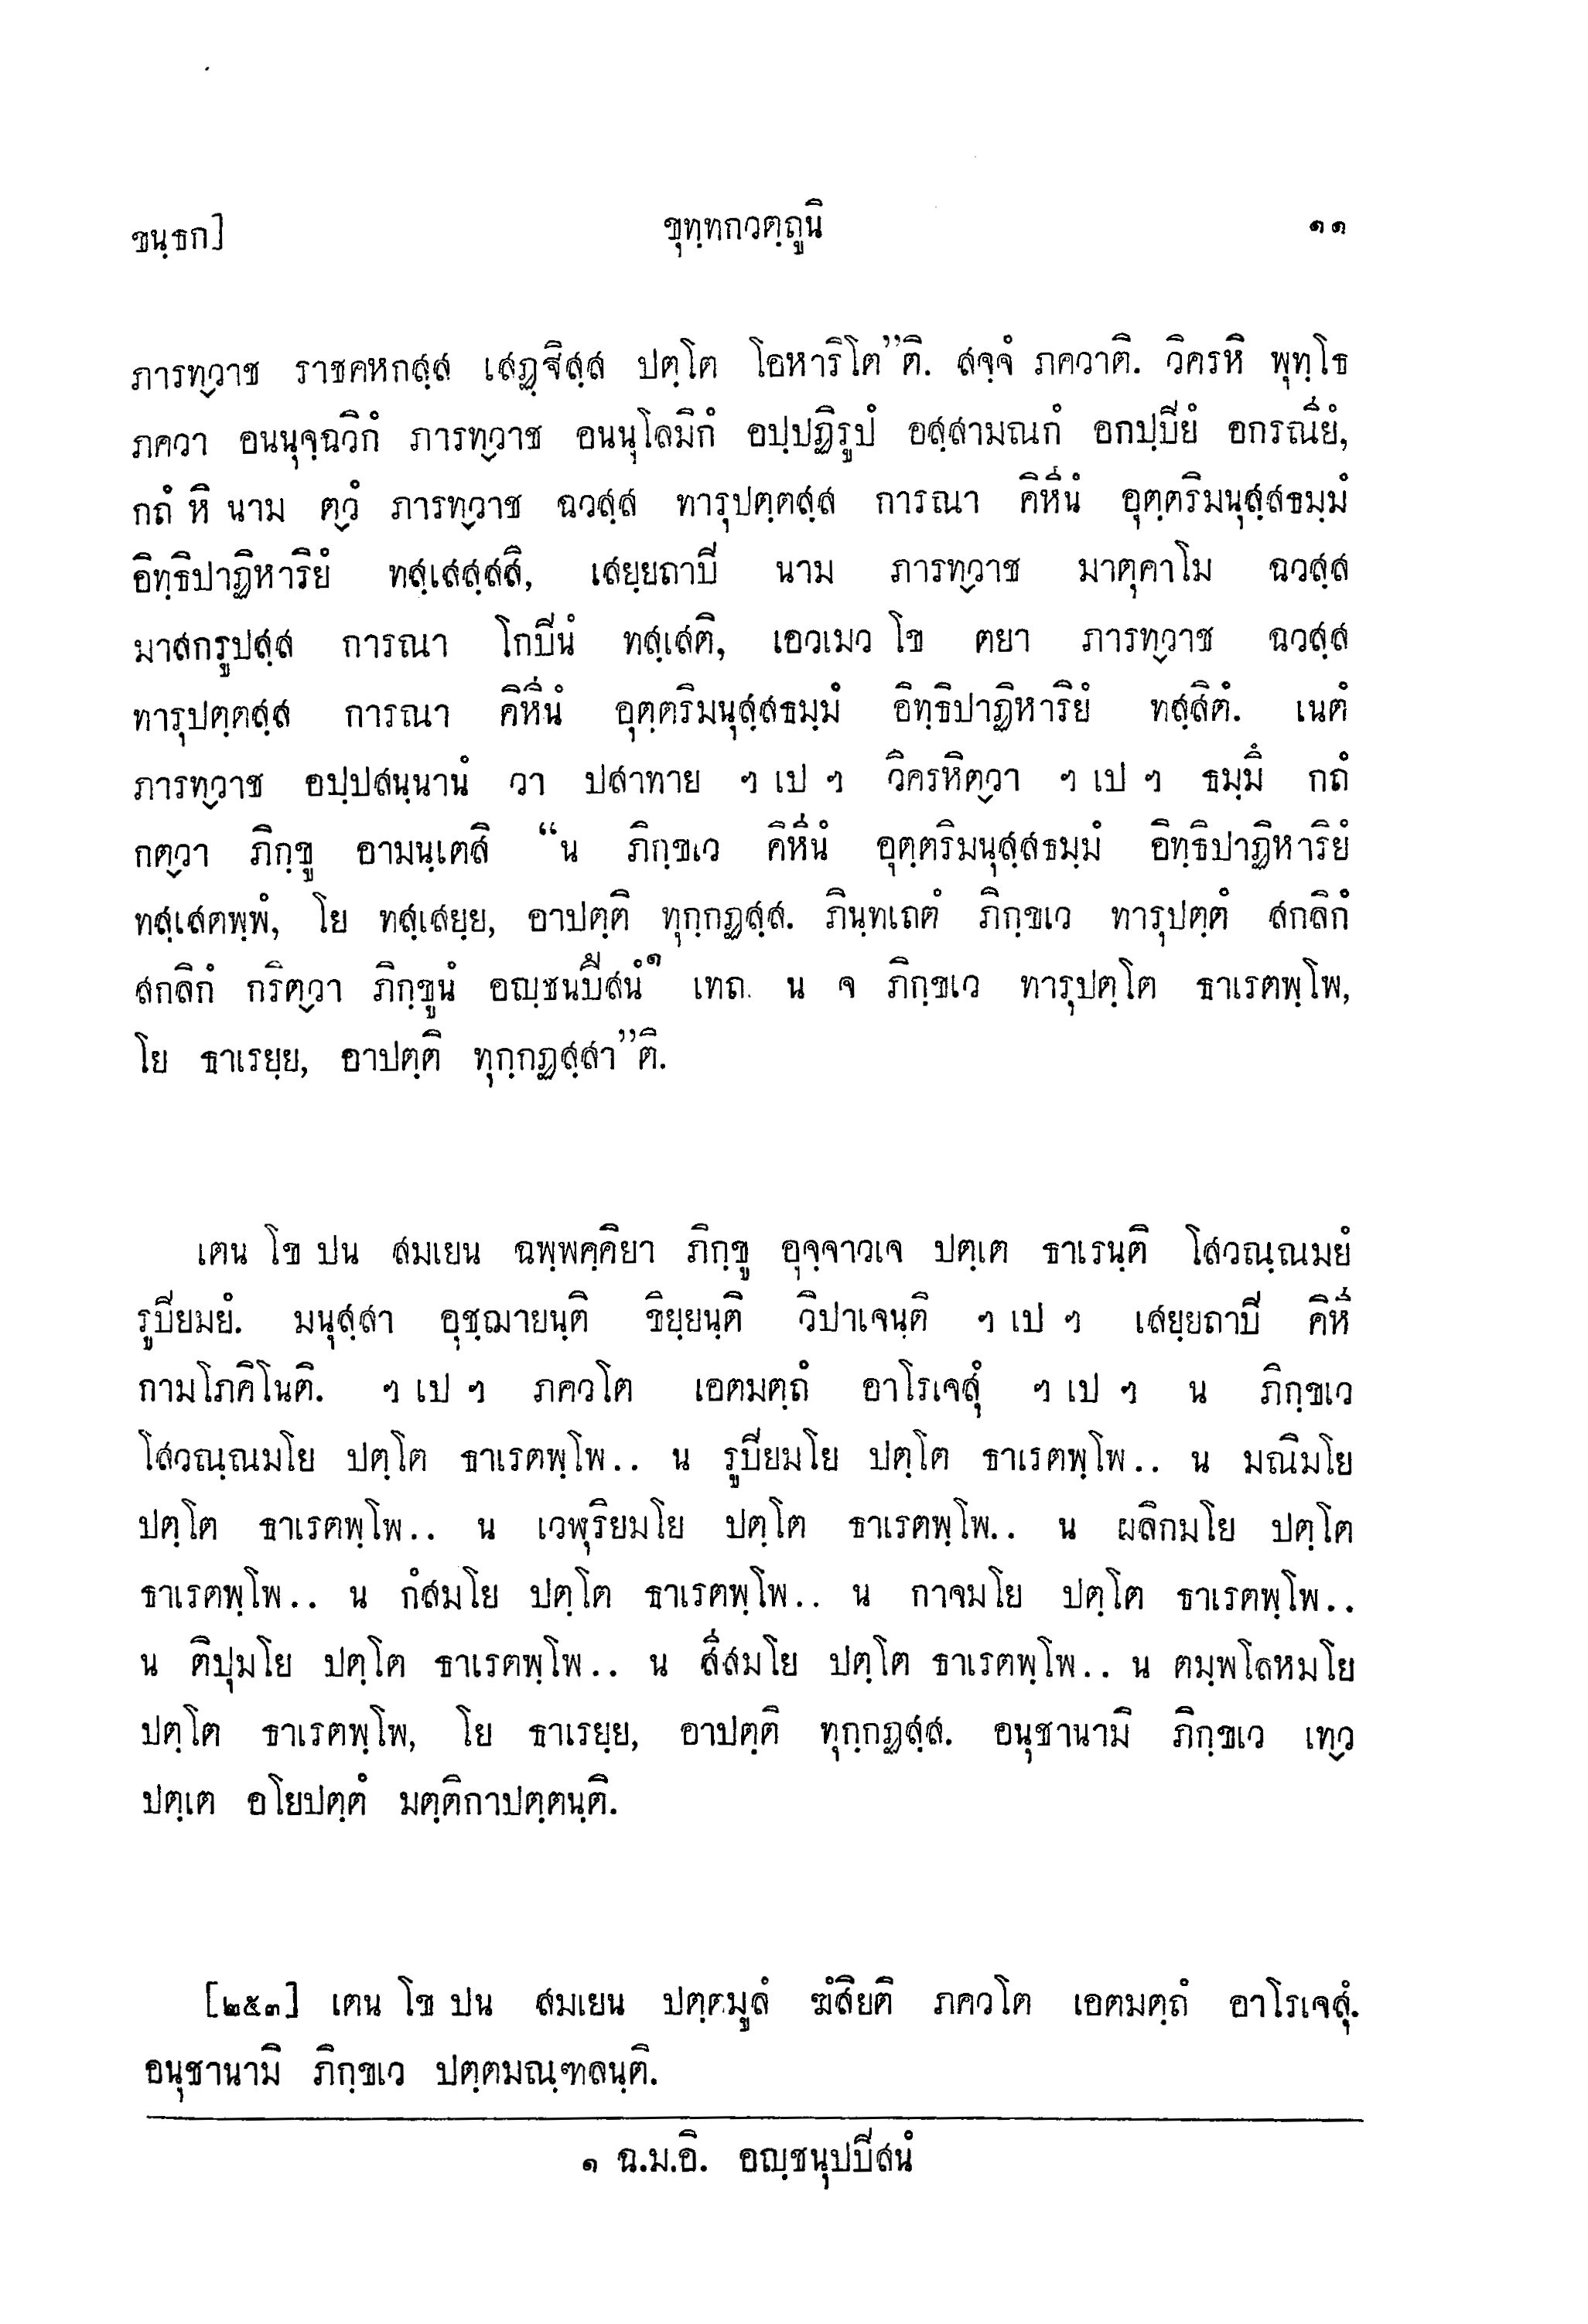 ขนฺธก] ขุทฺทกวตฺถูนิ ๑๑
ภารทฺวาช ราชคหกสฺส เสฏฺฐิสฺส ปตฺโต โอหาริโต”ติ. สจฺจํ ภควาติ. วิครหิ พุทฺโธ
ภควา อนนุจฺฉวิกํ ภารทฺวาช อนนุโลมิกํ อปฺปฏิรูปํ อสฺสามณกํ อกปฺปิยํ อกรณียํ,
กถํ หิ นาม ตฺวํ ภารทฺวาช ฉวสฺส ทารุปตฺตสฺส การณา คิหีนํ อุตฺตริมนุสฺสธมฺมํ
อิทฺธิปาฏิหาริยํ ทสฺเสสฺสสิ, เสยฺยถาปิ นาม ภารทฺวาช มาตุคาโม ฉวสฺส
มาสกรูปสฺส การณา โกปีนํ ทสฺเสติ, เอวเมว โข ตยา ภารทฺวาช ฉวสฺส
ทารุปตฺตสฺส การณา คิหีนํ อุตฺตริมนุสฺสธมฺมํ อิทฺธิปาฏิหาริยํ ทสฺสิตํ. เนตํ
ภารทฺวาช อปฺปสนฺนานํ วา ปสาทาย ฯ เป ฯ วิครหิตฺวา ฯ เป ฯ ธมฺมึ กถํ
กตฺวา ภิกฺขู อามนฺเตสิ “น ภิกฺขเว คิหีนํ อุตฺตริมนุสฺสธมฺมํ อิทฺธิปาฏิหาริยํ
ทสฺเสตพฺพํ, โย ทสฺเสยฺย, อาปตฺติ ทุกฺกฏสฺส. ภินฺทเถตํ ภิกฺขเว ทารุปตฺตํ สกลิกํ
สกลิกํ กริตฺวา ภิกฺขูนํ อญฺชนปึสนํ๑ เทถ. น จ ภิกฺขเว ทารุปตฺโต ธาเรตพฺโพ,
โย ธาเรยฺย, อาปตฺติ ทุกฺกฏสฺสา”ติ.
เตน โข ปน สมเยน ฉพฺพคฺคิยา ภิกฺขู อุจฺจาวเจ ปตฺเต ธาเรนฺติ โสวณฺณมยํ
รูปิยมยํ. มนุสฺสา อุชฺฌายนฺติ ขิยฺยนฺติ วิปาเจนฺติ ฯ เป ฯ เสยฺยถาปิ คิหี
กามโภคิโนติ. ฯ เป ฯ ภควโต เอตมตฺถํ อาโรเจสุํ ฯ เป ฯ น ภิกฺขเว
โสวณฺณมโย ปตฺโต ธาเรตพฺโพ.. น รูปิยมโย ปตฺโต ธาเรตพฺโพ.. น มณิมโย
ปตฺโต ธาเรตพฺโพ.. น เวฬุริยมโย ปตฺโต ธาเรตพฺโพ.. น ผลิกมโย ปตฺโต
ธาเรตพฺโพ.. น กํสมโย ปตฺโต ธาเรตพฺโพ.. น กาจมโย ปตฺโต ธาเรตพฺโพ..
น ติปุมโย ปตฺโต ธาเรตพฺโพ.. น สีสมโย ปตฺโต ธาเรตพฺโพ.. น ตมฺพโลหมโย
ปตฺโต ธาเรตพฺโพ, โย ธาเรยฺย, อาปตฺติ ทุกฺกฏสฺส. อนุชานามิ ภิกฺขเว เทฺว
ปตฺเต อโยปตฺตํ มตฺติกาปตฺตนฺติ.
[๒๕๓] เตน โข ปน สมเยน ปตฺตมูลํ ฆํสิยติ ภควโต เอตมตฺถํ อาโรเจสุํ.
อนุชานามิ ภิกฺขเว ปตฺตมณฺฑลนฺติ.
๑ ฉ.ม.อิ. อญฺชนุปปึสนํ